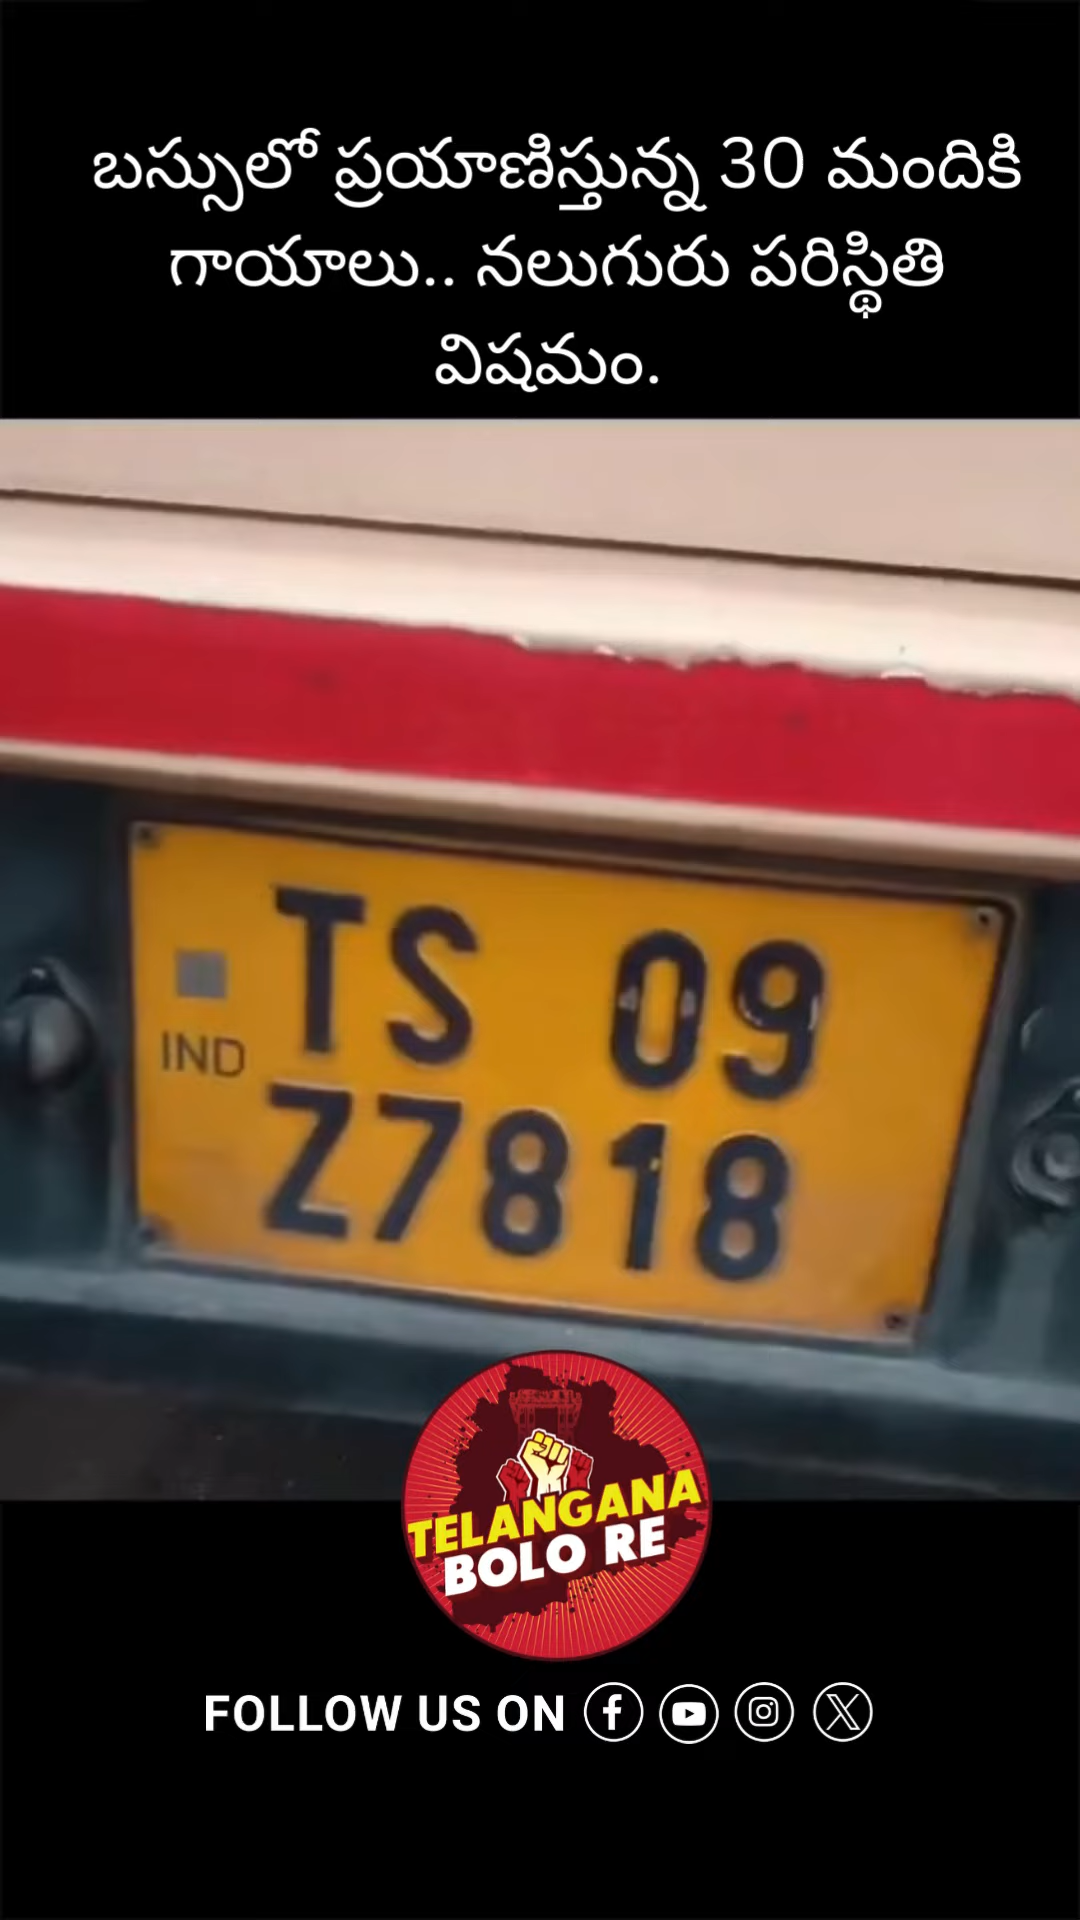 బస్సులో ప్రయాణిస్తున్న 30 మందికి
గాయాలు.. నలుగురు పరిస్థితి
విషమం.
TS 09
IND
Z7818
TELANGANA
BOLO RE
FOLLOW US ON